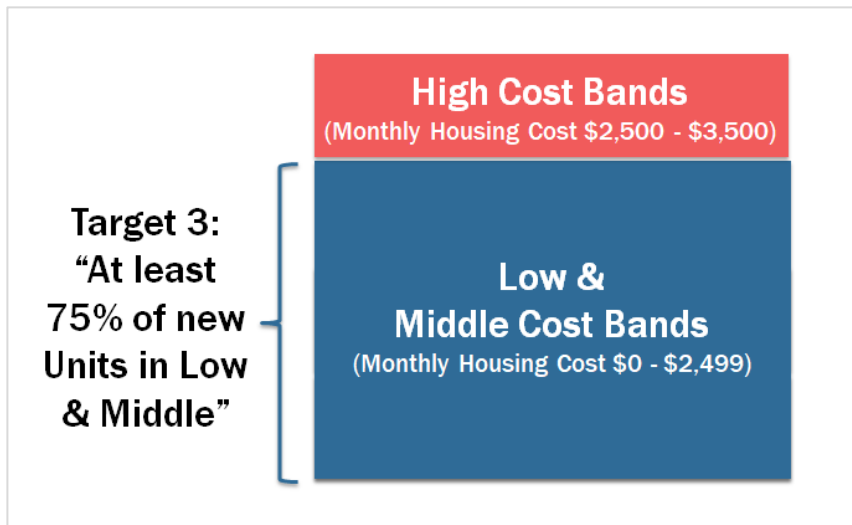 High Cost Bands
(Monthly Housing Cost $2,500 - $3,500)
Target 3:
“At least
75% of new
Units in Low
& Middle”
Low &
Middle Cost Bands
(Monthly Housing Cost $0 - $2,499)